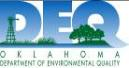 DEQ
OKLAHOMA
DEPARTMENT OF ENVIRONMENTAL QUALITY